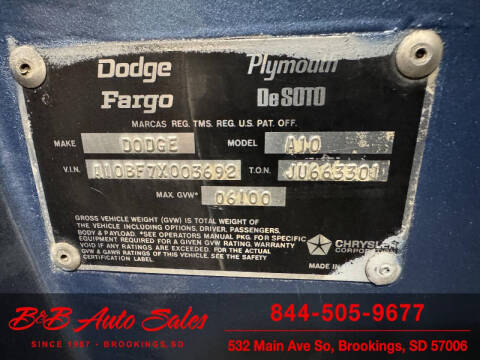 Dodge Plymouth
Fargo De SOTO
MARCAS REG. TMS. REG. U.S. PAT. OFF.
MAKE DODGE MODEL A10
V.I.N. A10BF7X003692 T.O.N. JU663301
MAX. GVW* 06100
GROSS VEHICLE WEIGHT (GVW) IS TOTAL WEIGHT OF
THE VEHICLE INCLUDING OPTIONS, DRIVER, PASSENGERS,
BODY & PAYLOAD. *SEE OPERATORS MANUAL PKG. FOR SPECIFIC
EQUIPMENT REQUIRED FOR A GIVEN GVW RATING. WARRANTY
IS VOID IF ANY RATINGS ARE EXCEEDED. FOR THE ACTUAL
GVW & GAWR RATINGS OF THIS VEHICLE, SEE THE SAFETY
CERTIFICATION LABEL.
CHRYSLER
CORPORATION
MADE IN
B&B Auto Sales
SINCE 1987 - BROOKINGS, SD
844-505-9677
532 Main Ave So, Brookings, SD 57006